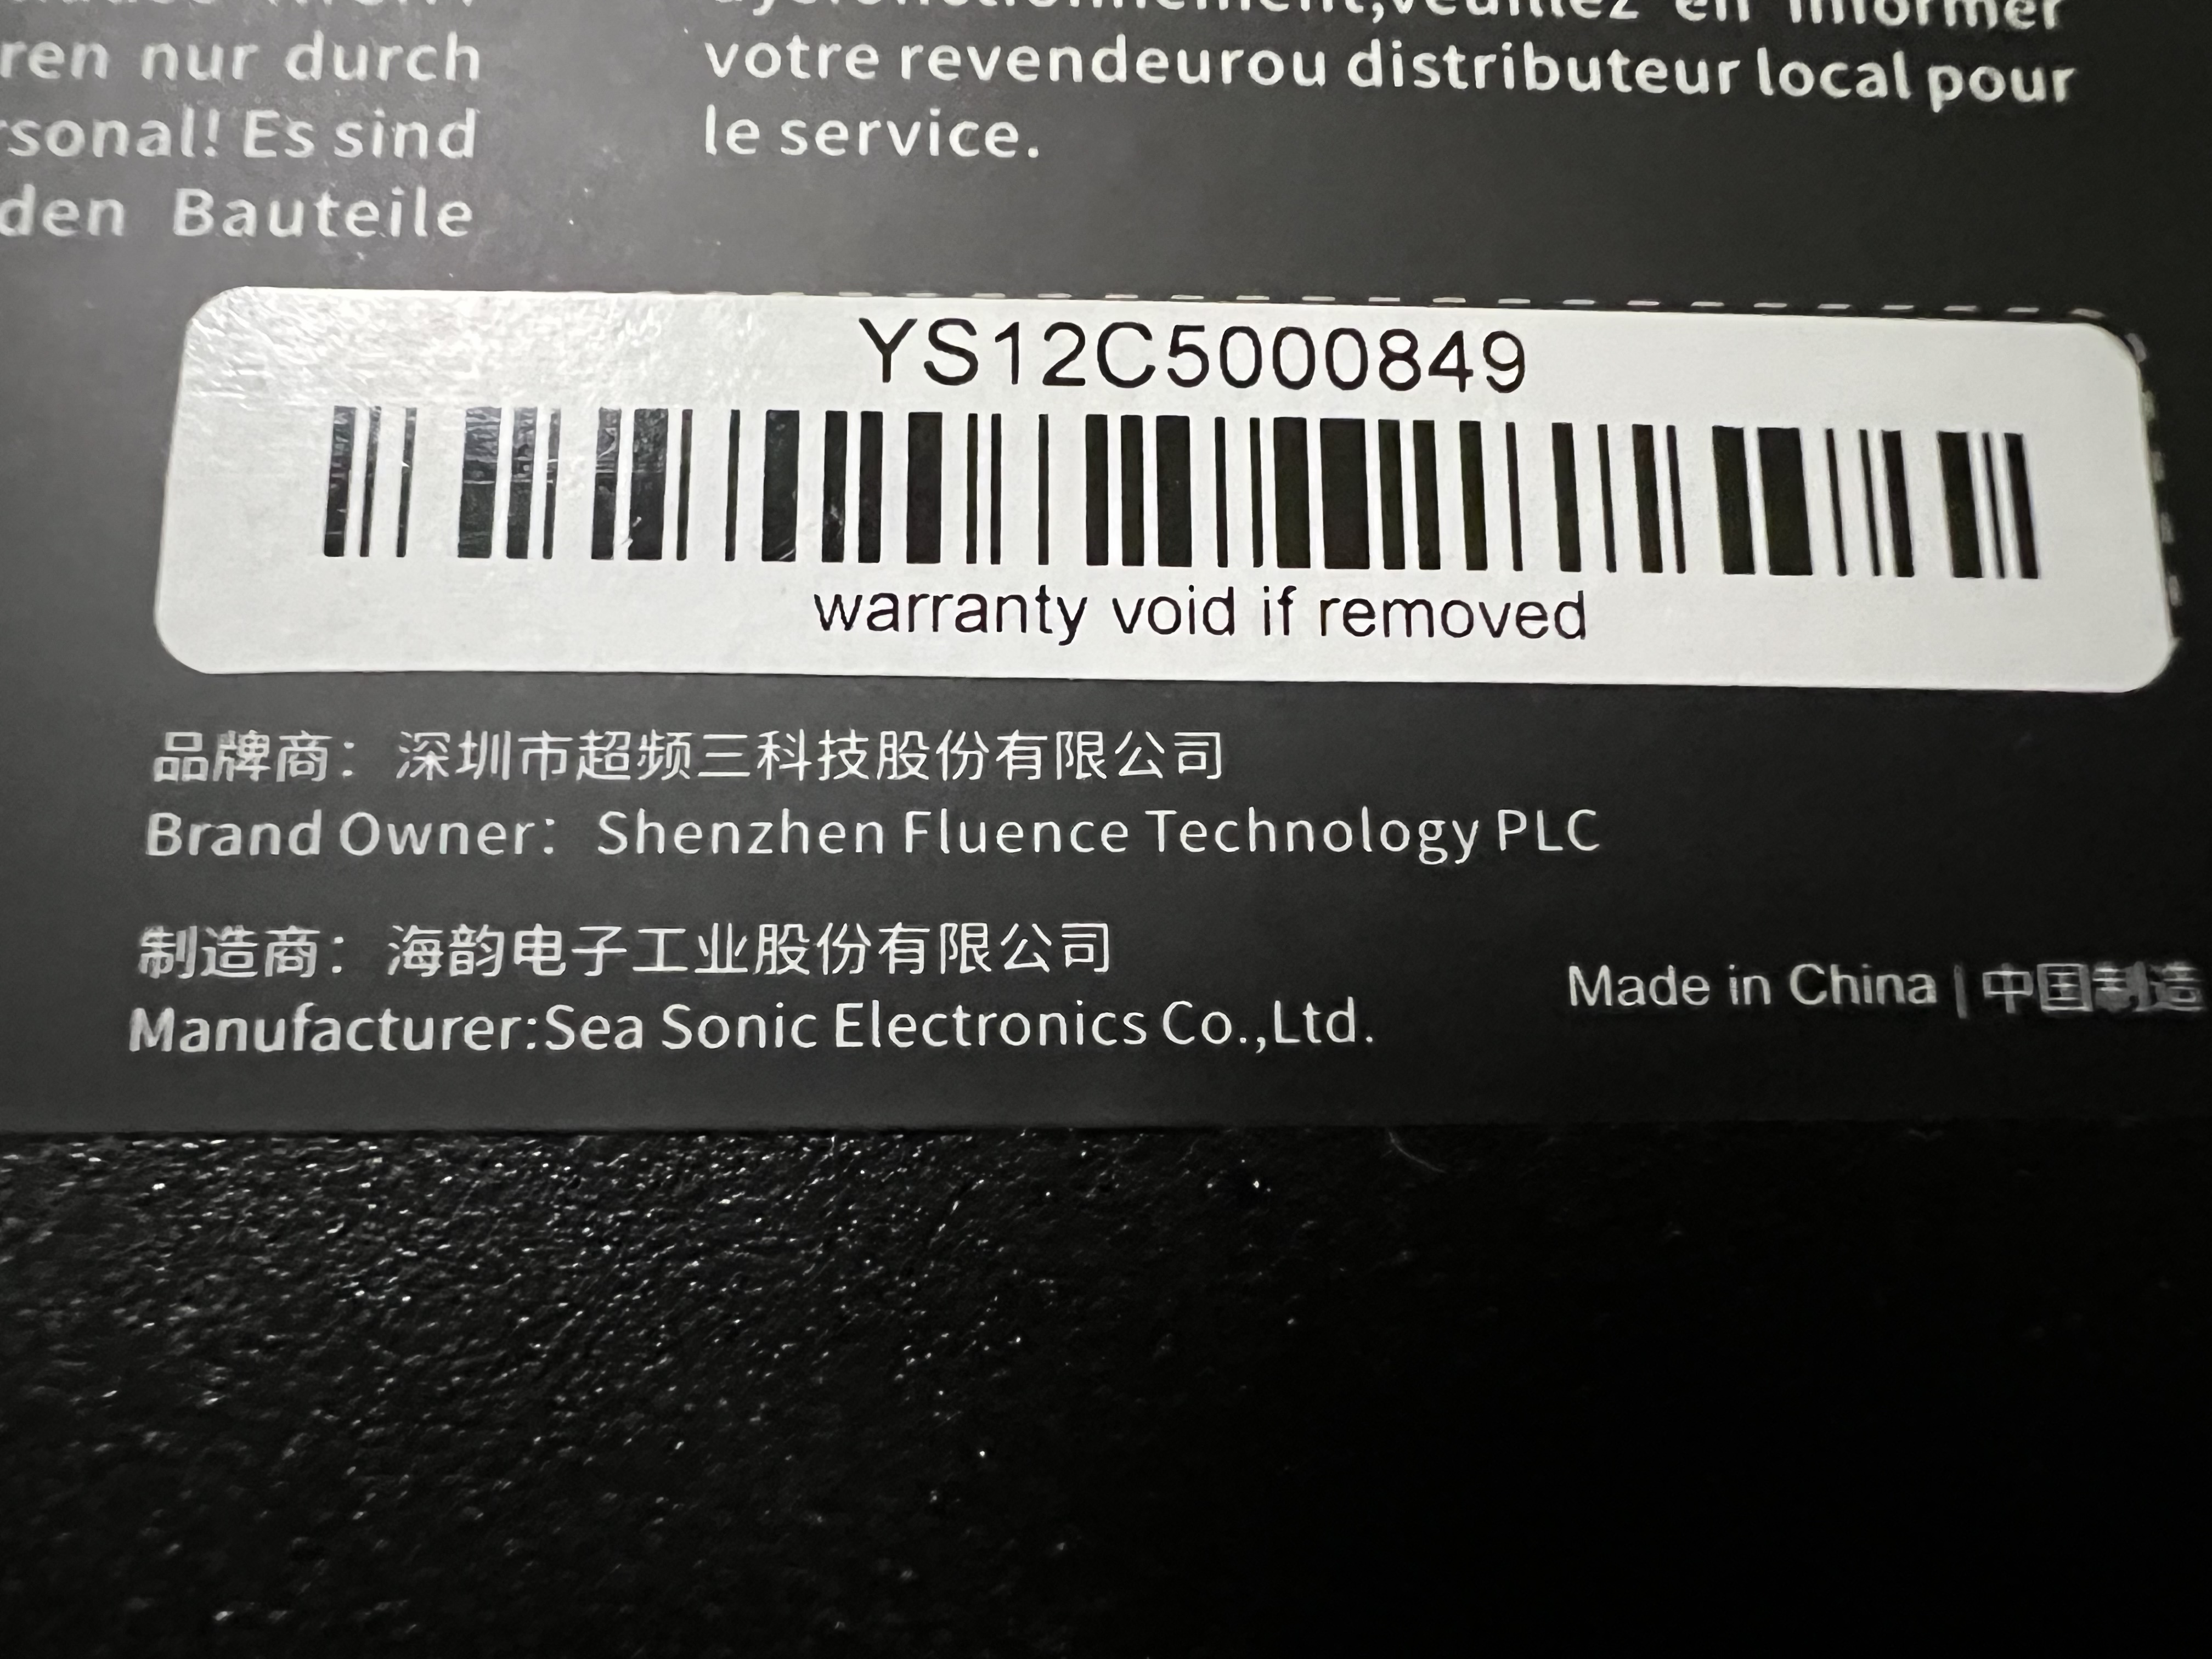 ren nur durch
sonal! Es sind
den Bauteile
en informer
votre revendeurou distributeur local pour
le service.
YS12C5000849
warranty void if removed
品牌商：深圳市超频三科技股份有限公司
Brand Owner：Shenzhen Fluence Technology PLC
制造商：海韵电子工业股份有限公司
Manufacturer:Sea Sonic Electronics Co.,Ltd.
Made in China | 中国制造